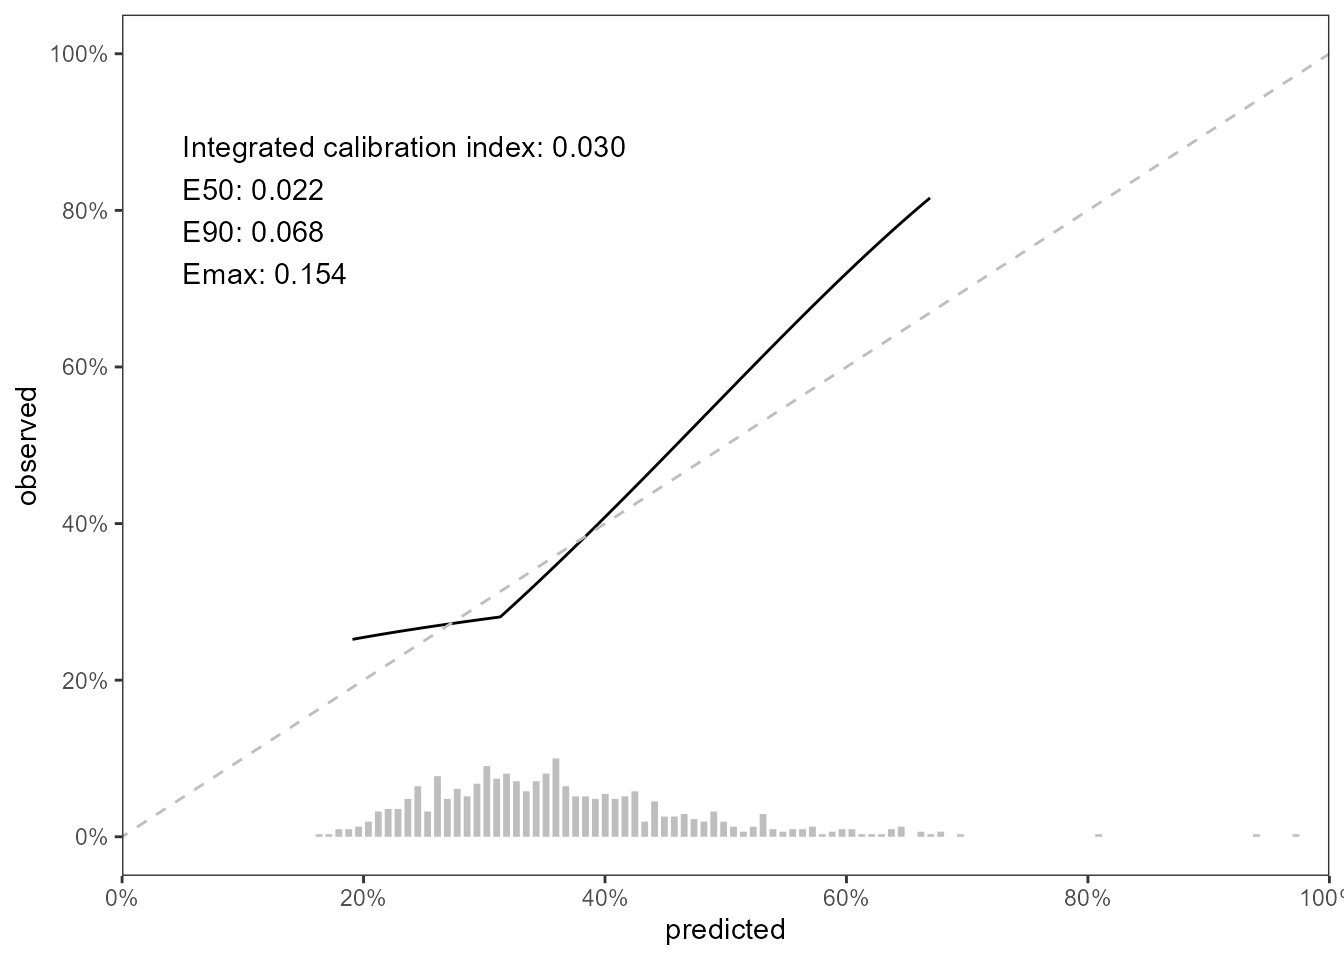 100%
80%
60%
40%
20%
0%
observed
Integrated calibration index: 0.030
E50: 0.022
E90: 0.068
Emax: 0.154
0% 20% 40% 60% 80% 100%
predicted